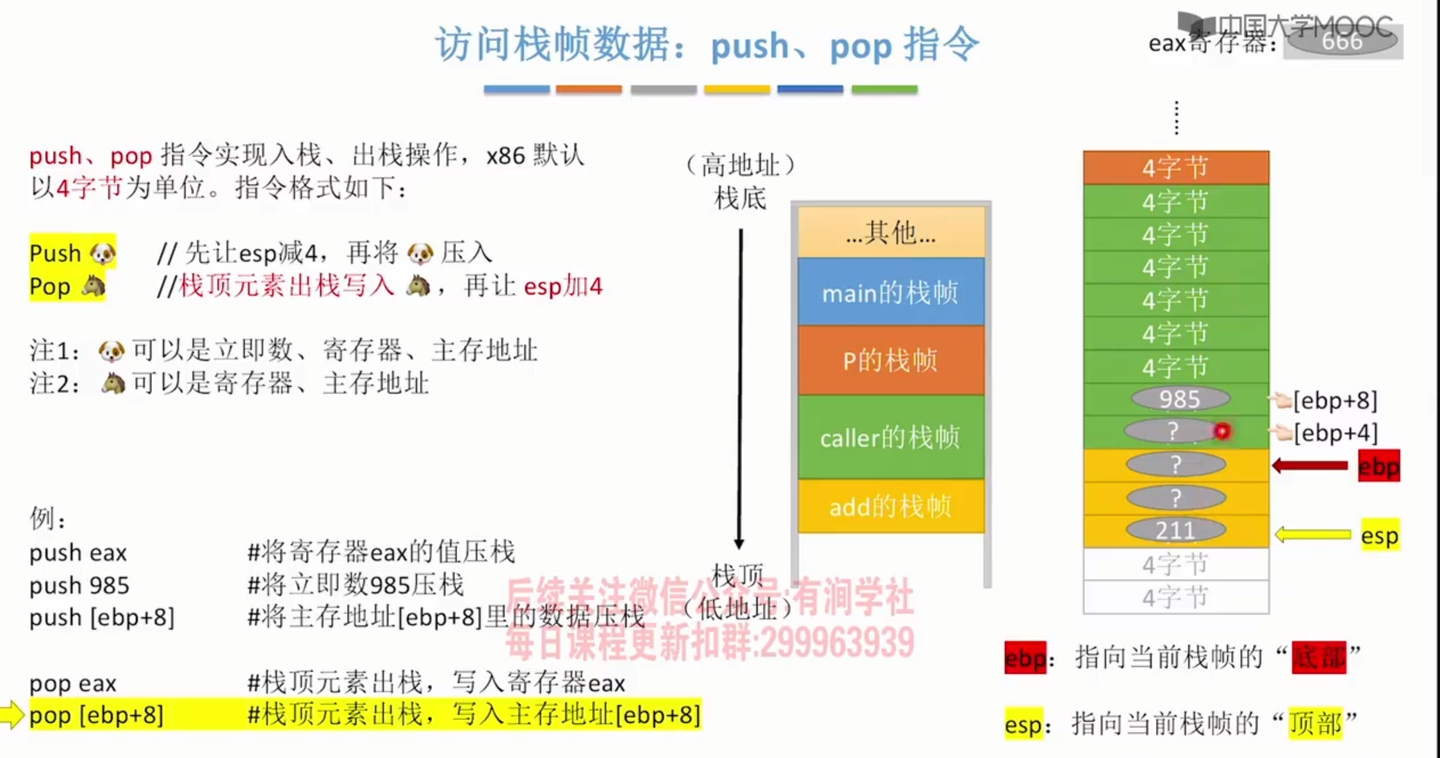 访问栈帧数据：push、pop 指令
中国大学MOOC
eax寄存器：
666
push、pop 指令实现入栈、出栈操作，x86 默认
以4字节为单位。指令格式如下：
Push 🐶 // 先让esp减4，再将 🐶 压入
Pop 🐴 //栈顶元素出栈写入 🐴 ，再让 esp加4
注1：🐶 可以是立即数、寄存器、主存地址
注2：🐴 可以是寄存器、主存地址
例：
push eax #将寄存器eax的值压栈
push 985 #将立即数985压栈
push [ebp+8] #将主存地址[ebp+8]里的数据压栈
pop eax #栈顶元素出栈，写入寄存器eax
pop [ebp+8] #栈顶元素出栈，写入主存地址[ebp+8]
（高地址）
栈底
栈顶
（低地址）
...其他...
main的栈帧
P的栈帧
caller的栈帧
add的栈帧
后续关注微信公众号:有涧学社
每日课程更新扣群:299963939
4字节
4字节
4字节
4字节
4字节
4字节
4字节
985 [ebp+8]
? [ebp+4]
? ebp
?
211 esp
4字节
4字节
ebp：指向当前栈帧的“底部”
esp：指向当前栈帧的“顶部”